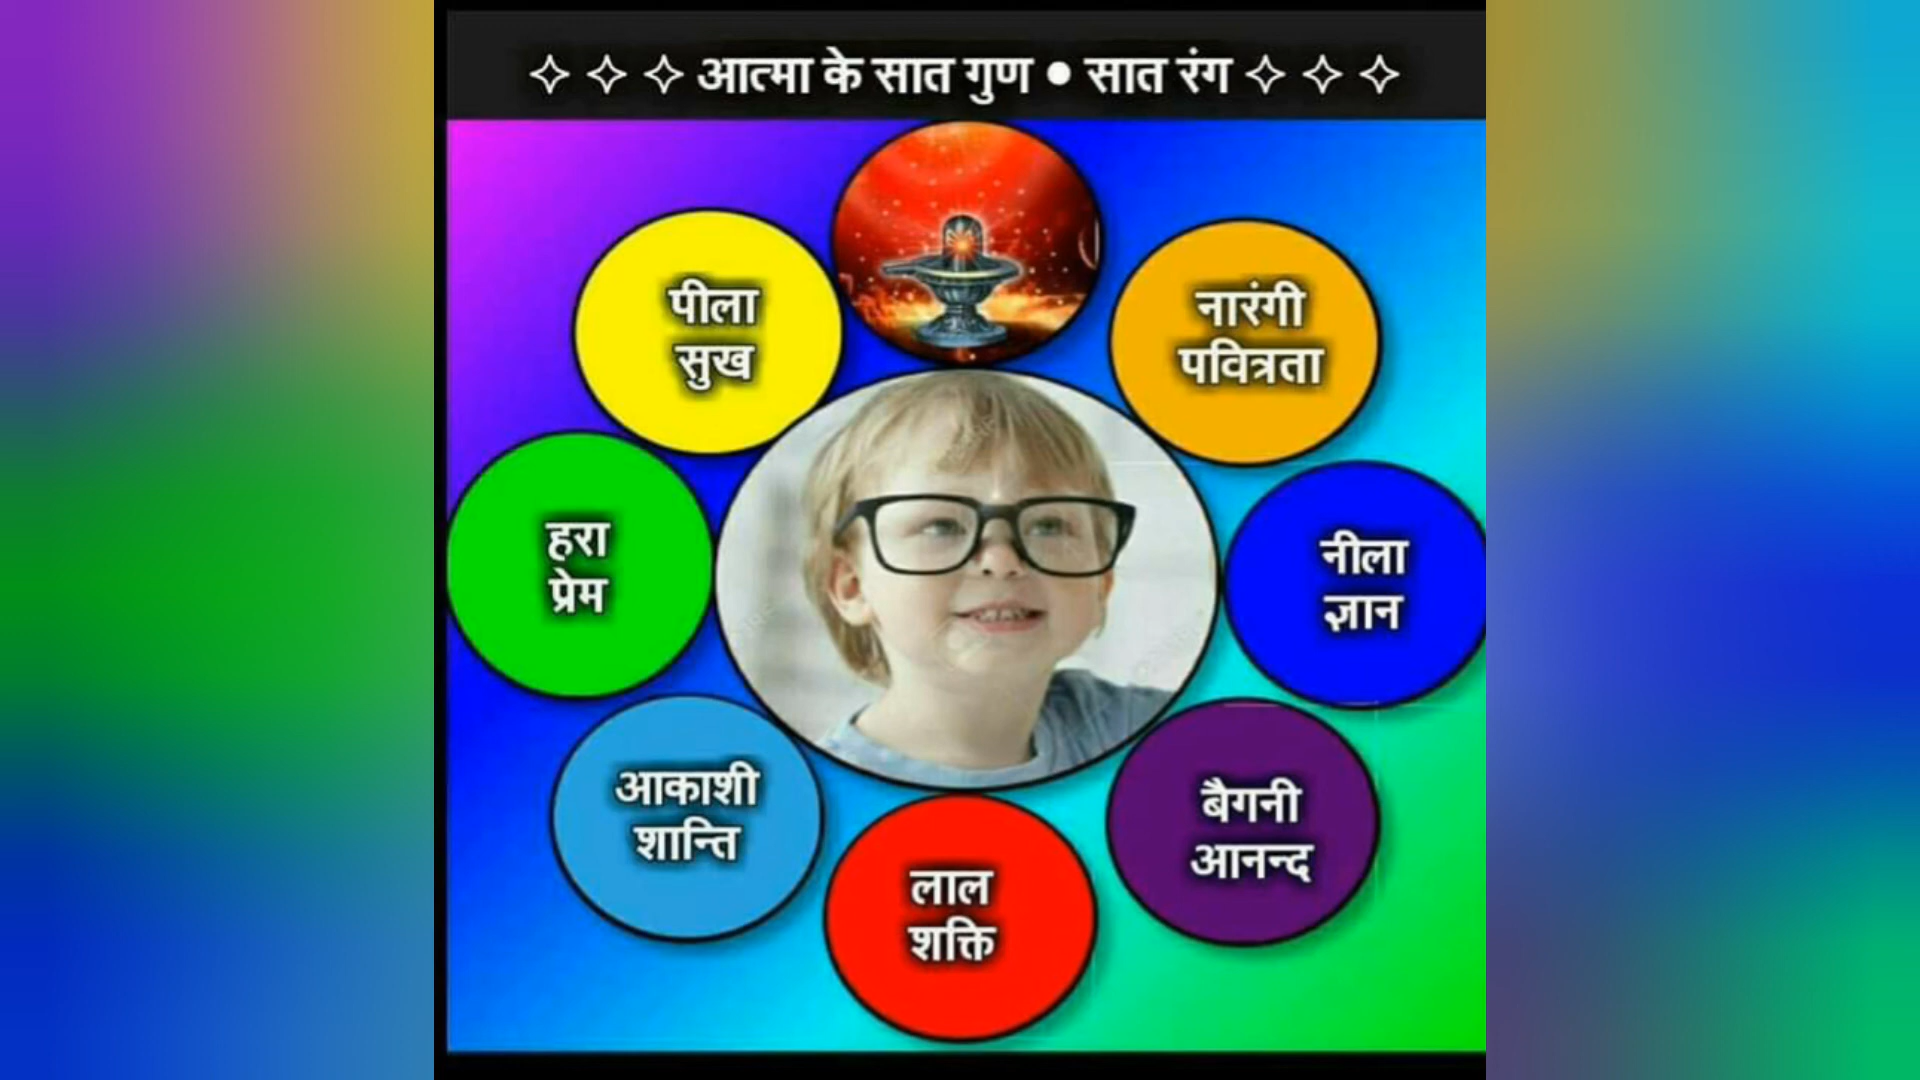 ✧ ✧ ✧ आत्मा के सात गुण ● सात रंग ✧ ✧ ✧
पीला
सुख
नारंगी
पवित्रता
हरा
प्रेम
नीला
ज्ञान
आकाशी
शान्ति
बैगनी
आनन्द
लाल
शक्ति